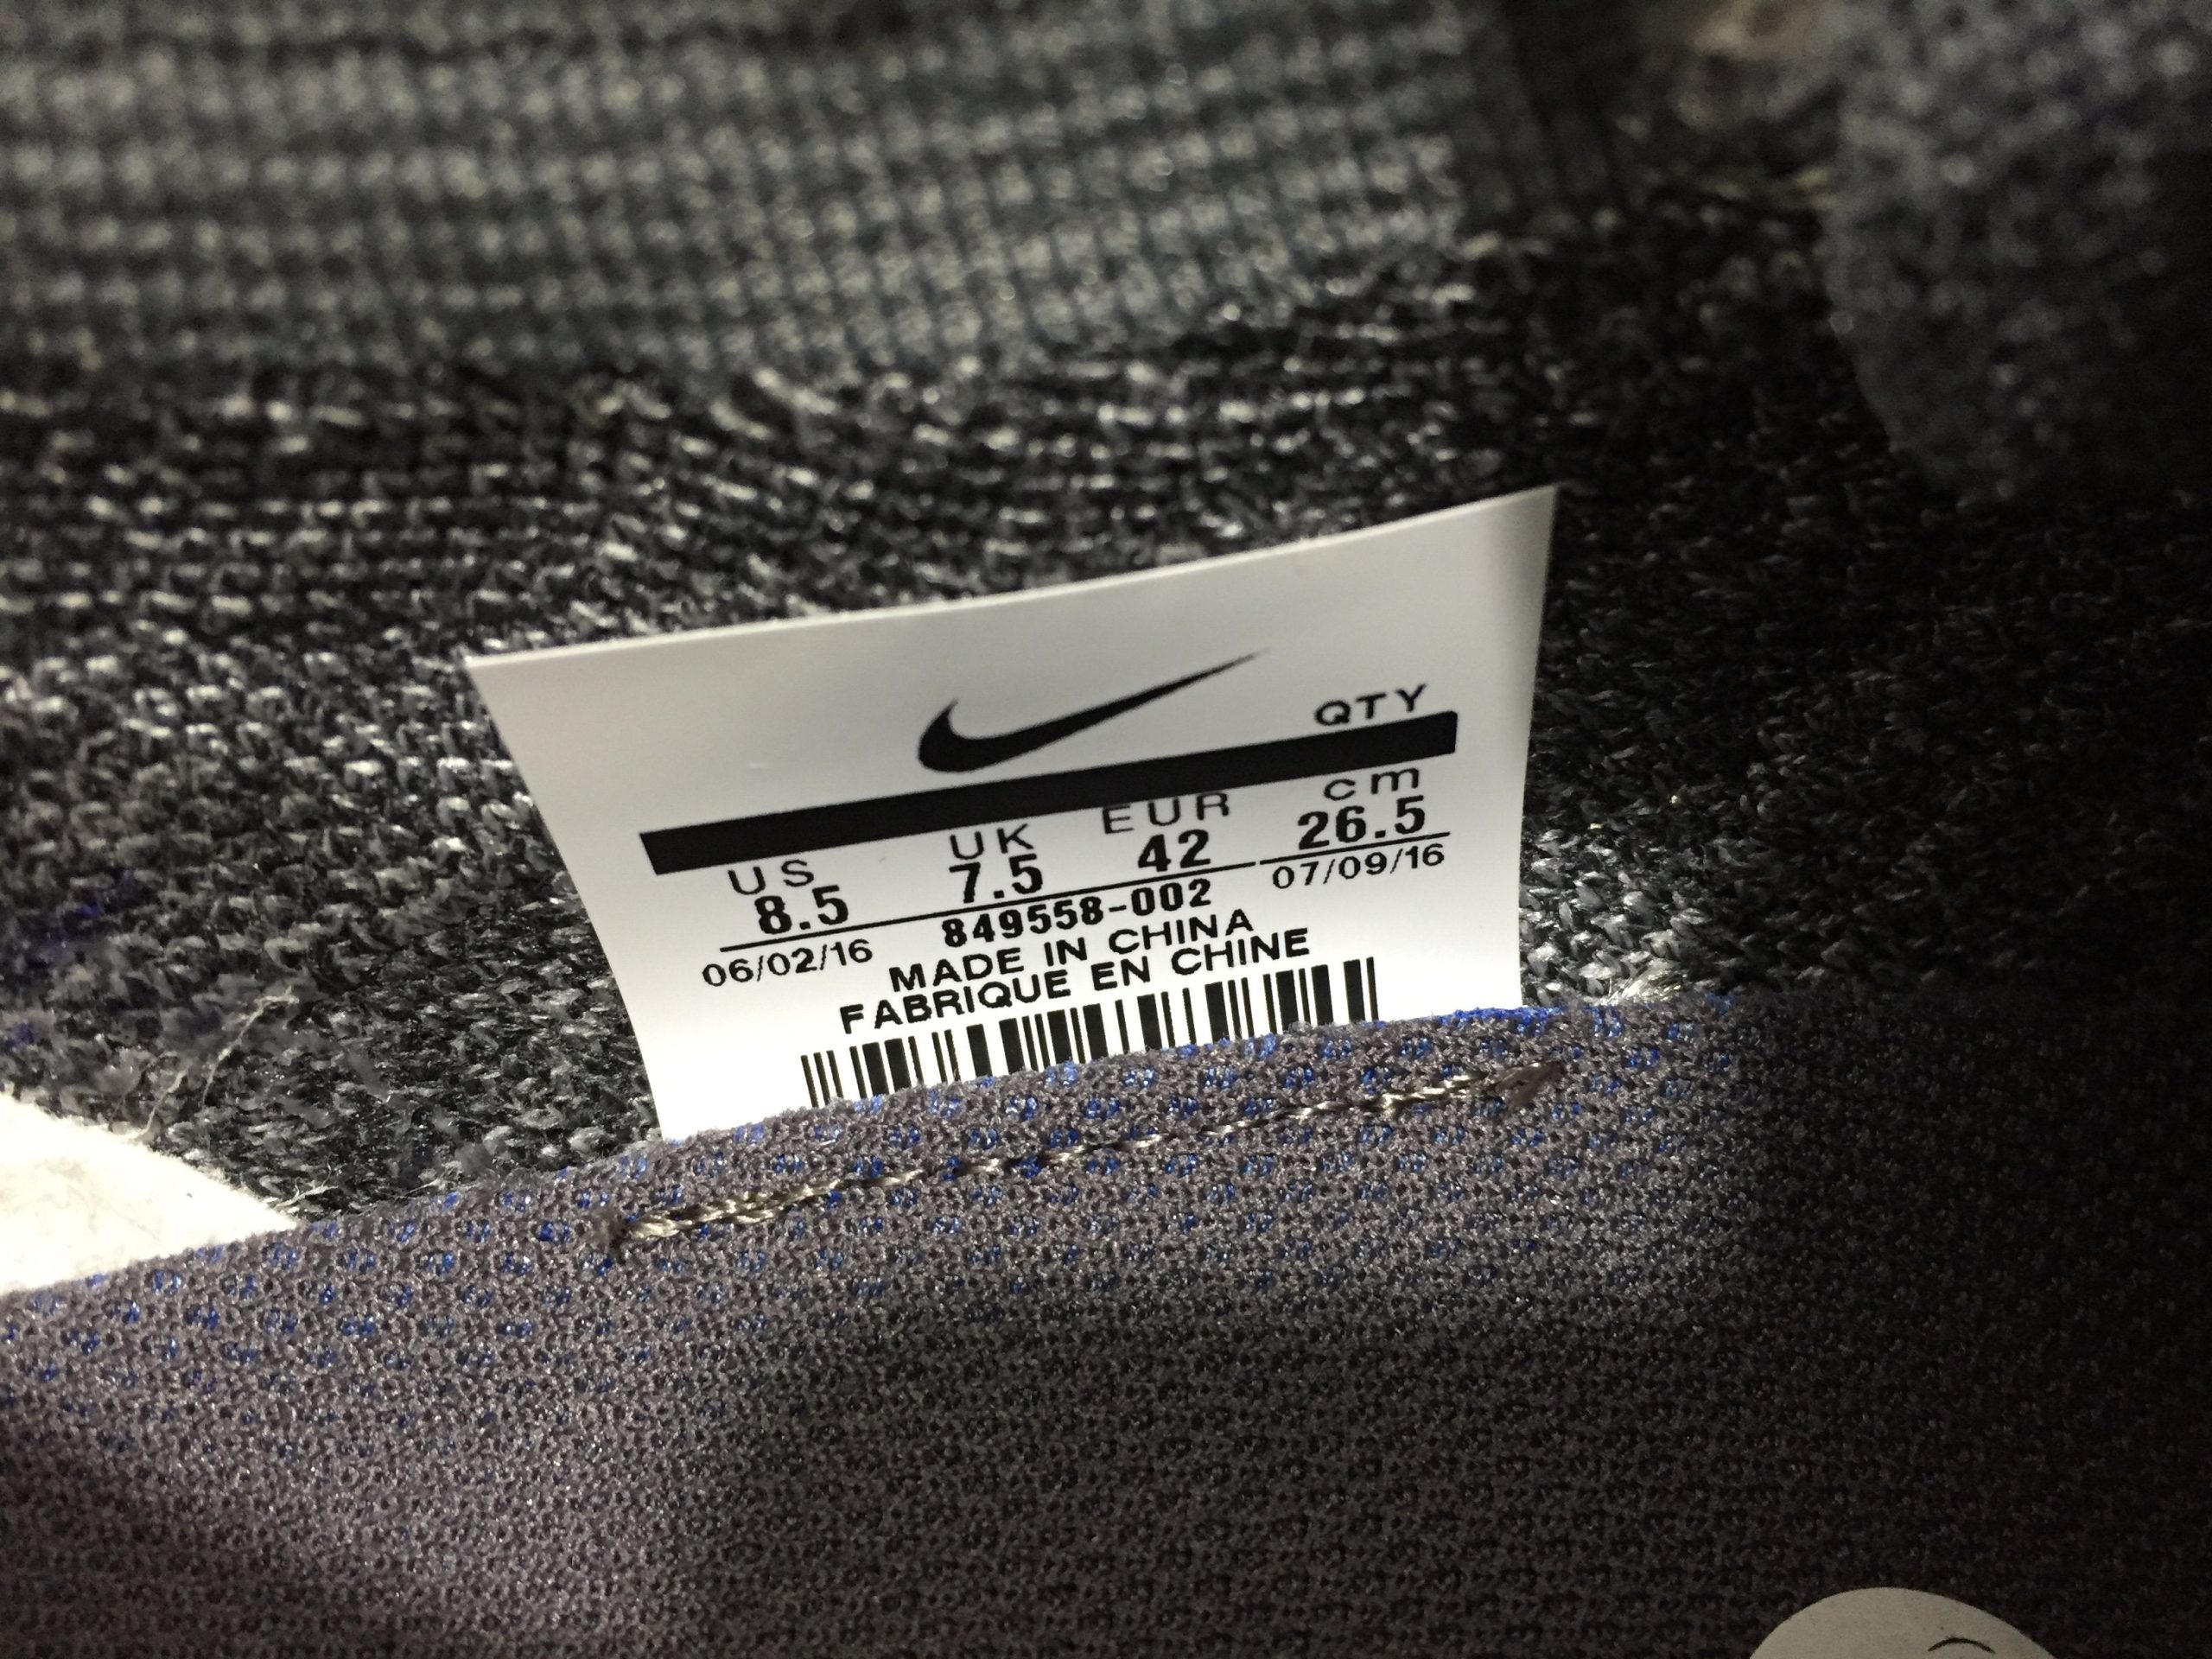 QTY
US UK EUR cm
8.5 7.5 42 26.5
06/02/16 849558-002 07/09/16
MADE IN CHINA
FABRIQUE EN CHINE